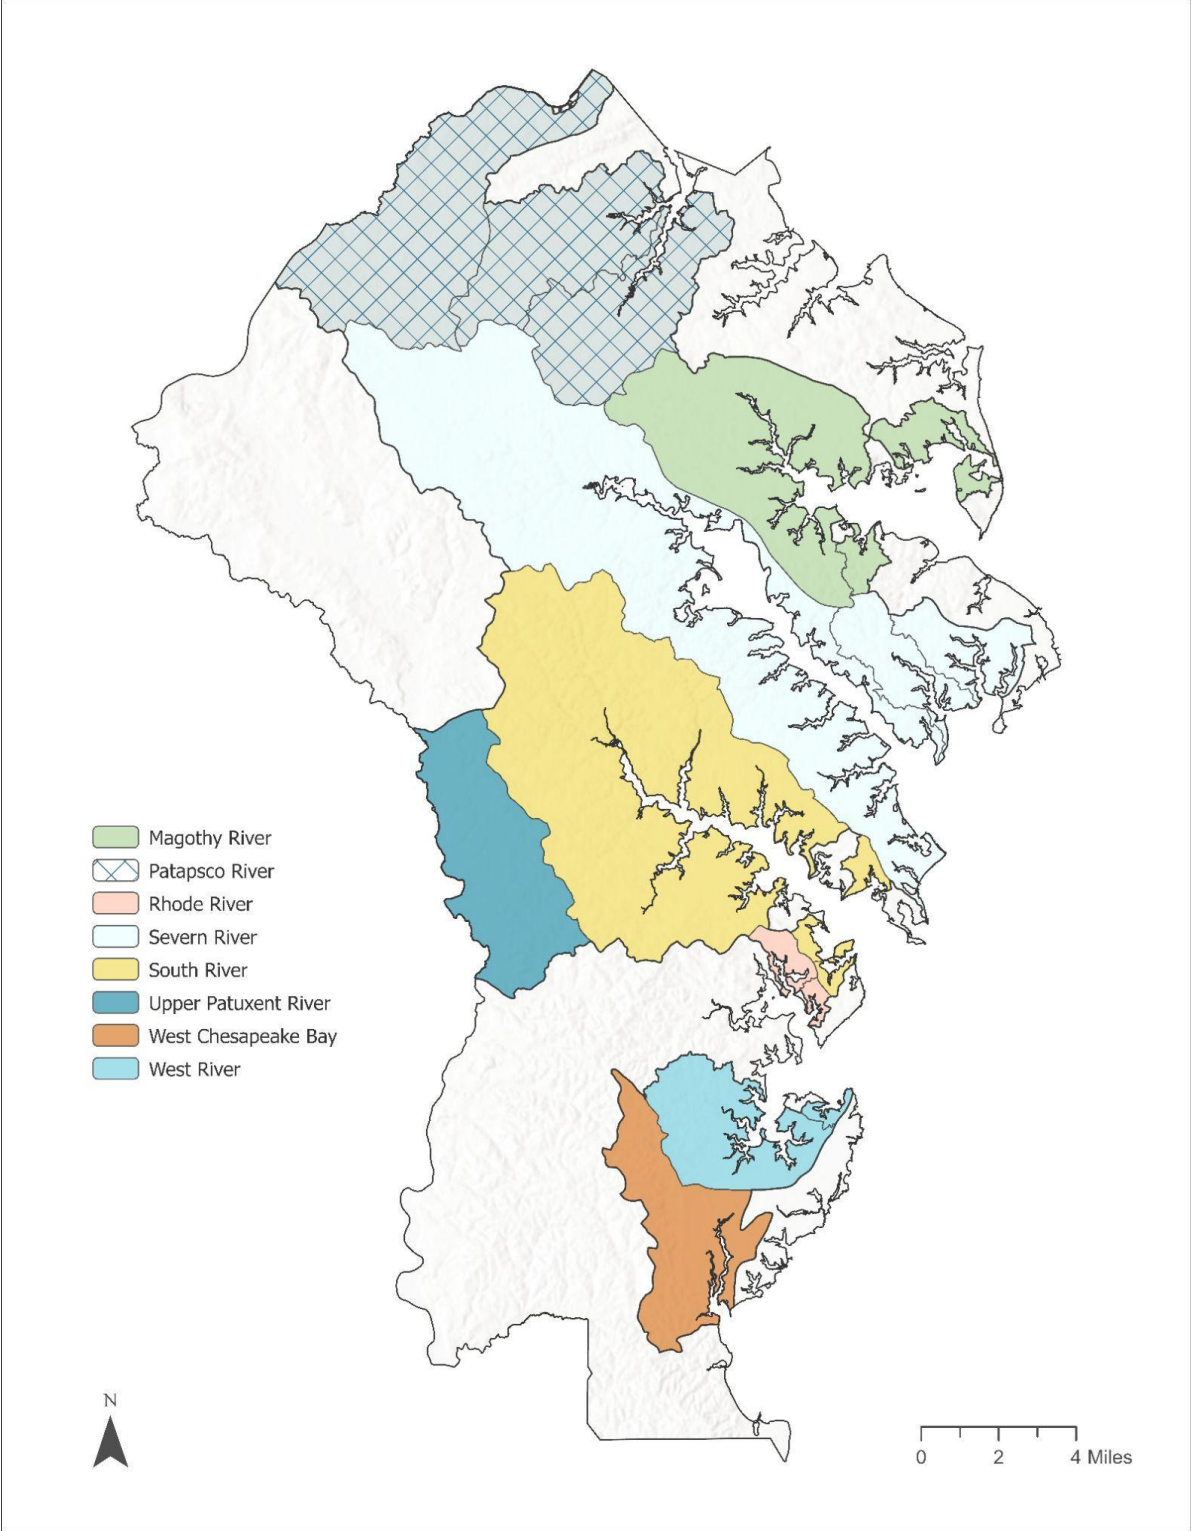 Magothy River
Patapsco River
Rhode River
Severn River
South River
Upper Patuxent River
West Chesapeake Bay
West River
N
0 2 4 Miles